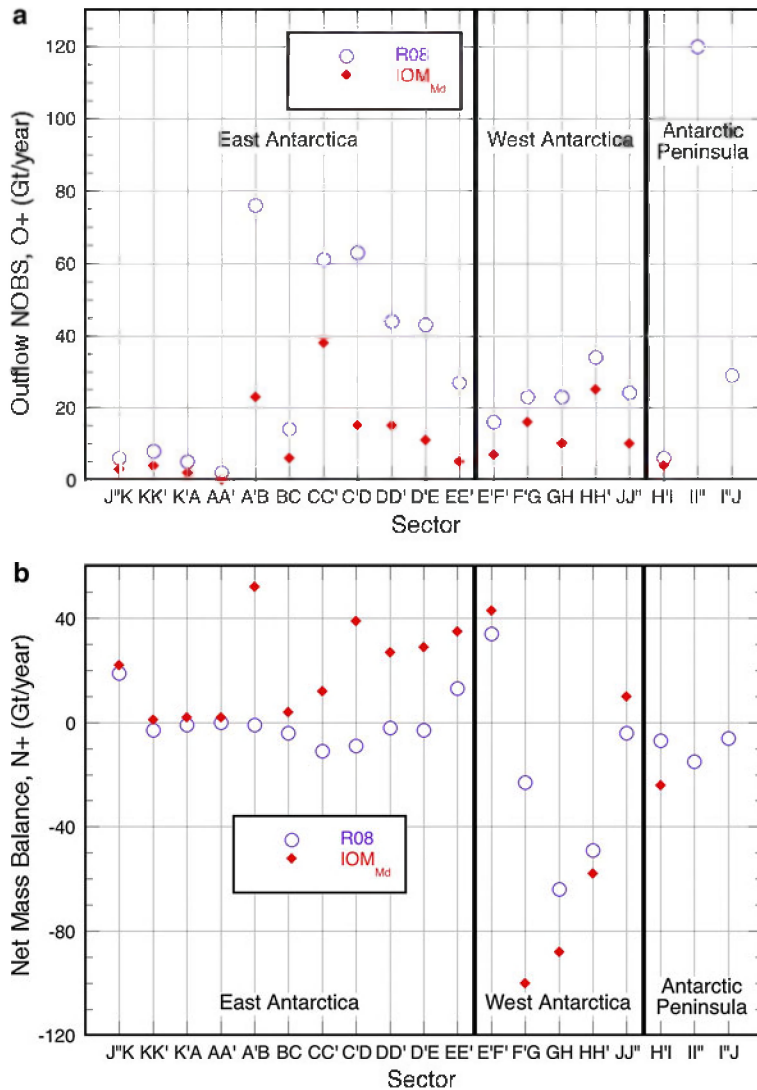 a
120
100
80
60
40
20
0
Outflow NOBS, O+ (Gt/year)
R08
IOM Md
East Antarctica
West Antarctica
Antarctic
Peninsula
J"K KK' K'A AA' A'B BC CC' C'D DD' D'E EE' E'F' F'G GH HH' JJ" H'I II" I"J
Sector
b
40
0
-40
-80
-120
Net Mass Balance, N+ (Gt/year)
R08
IOM Md
East Antarctica
West Antarctica
Antarctic
Peninsula
J"K KK' K'A AA' A'B BC CC' C'D DD' D'E EE' E'F' F'G GH HH' JJ" H'I II" I"J
Sector